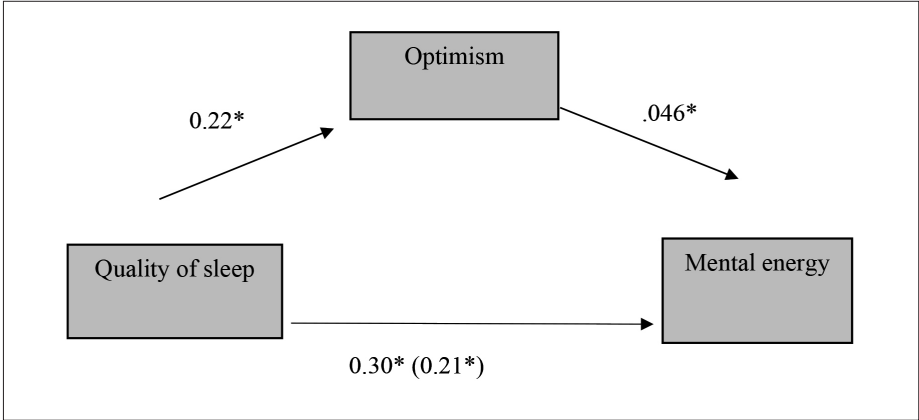 Optimism
0.22*
.046*
Quality of sleep
Mental energy
0.30* (0.21*)